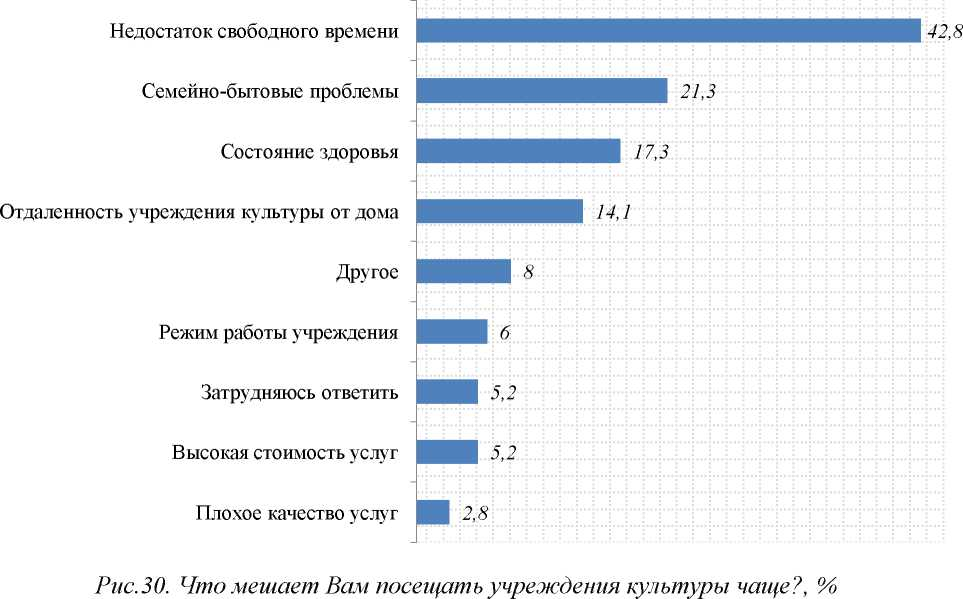 Недостаток свободного времени 42,8
Семейно-бытовые проблемы 21,3
Состояние здоровья 17,3
Отдаленность учреждения культуры от дома 14,1
Другое 8
Режим работы учреждения 6
Затрудняюсь ответить 5,2
Высокая стоимость услуг 5,2
Плохое качество услуг 2,8
Рис.30. Что мешает Вам посещать учреждения культуры чаще?, %